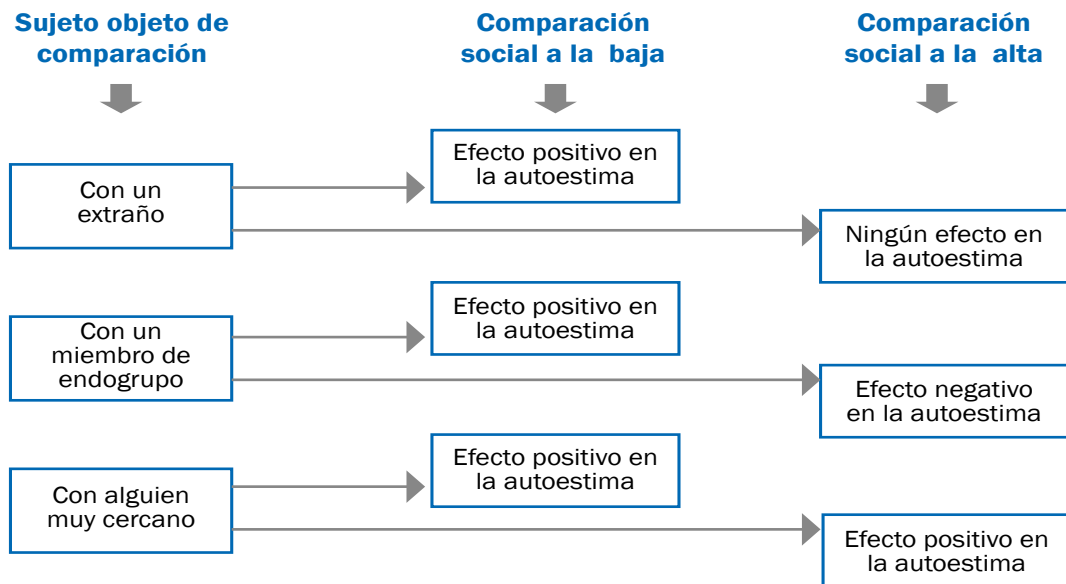 Sujeto objeto de
comparación
Comparación
social a la baja
Comparación
social a la alta
Con un
extraño
Efecto positivo en
la autoestima
Ningún efecto en
la autoestima
Con un
miembro de
endogrupo
Efecto positivo en
la autoestima
Efecto negativo
en la autoestima
Con alguien
muy cercano
Efecto positivo en
la autoestima
Efecto positivo en
la autoestima